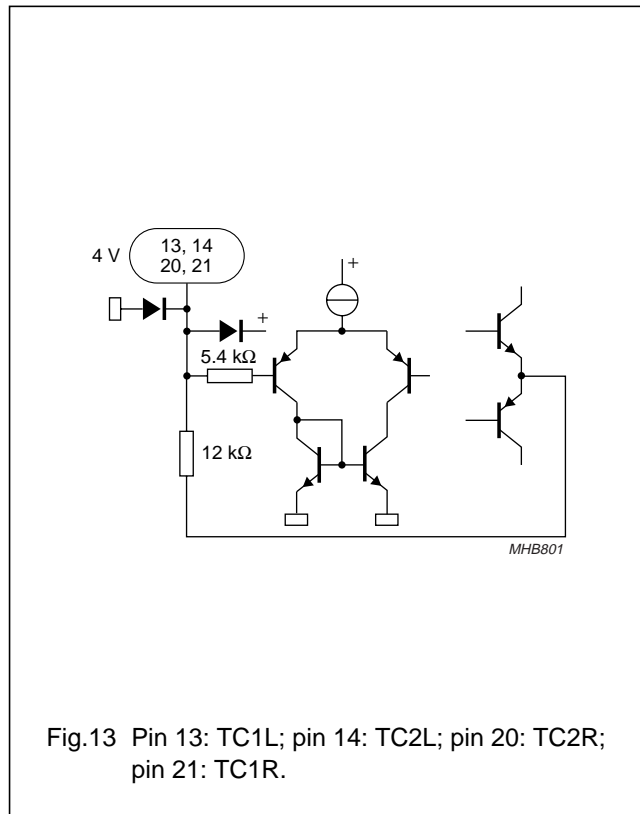 4 V
13, 14
20, 21
+
+
5.4 kΩ
12 kΩ
MHB801
Fig.13 Pin 13: TC1L; pin 14: TC2L; pin 20: TC2R;
pin 21: TC1R.